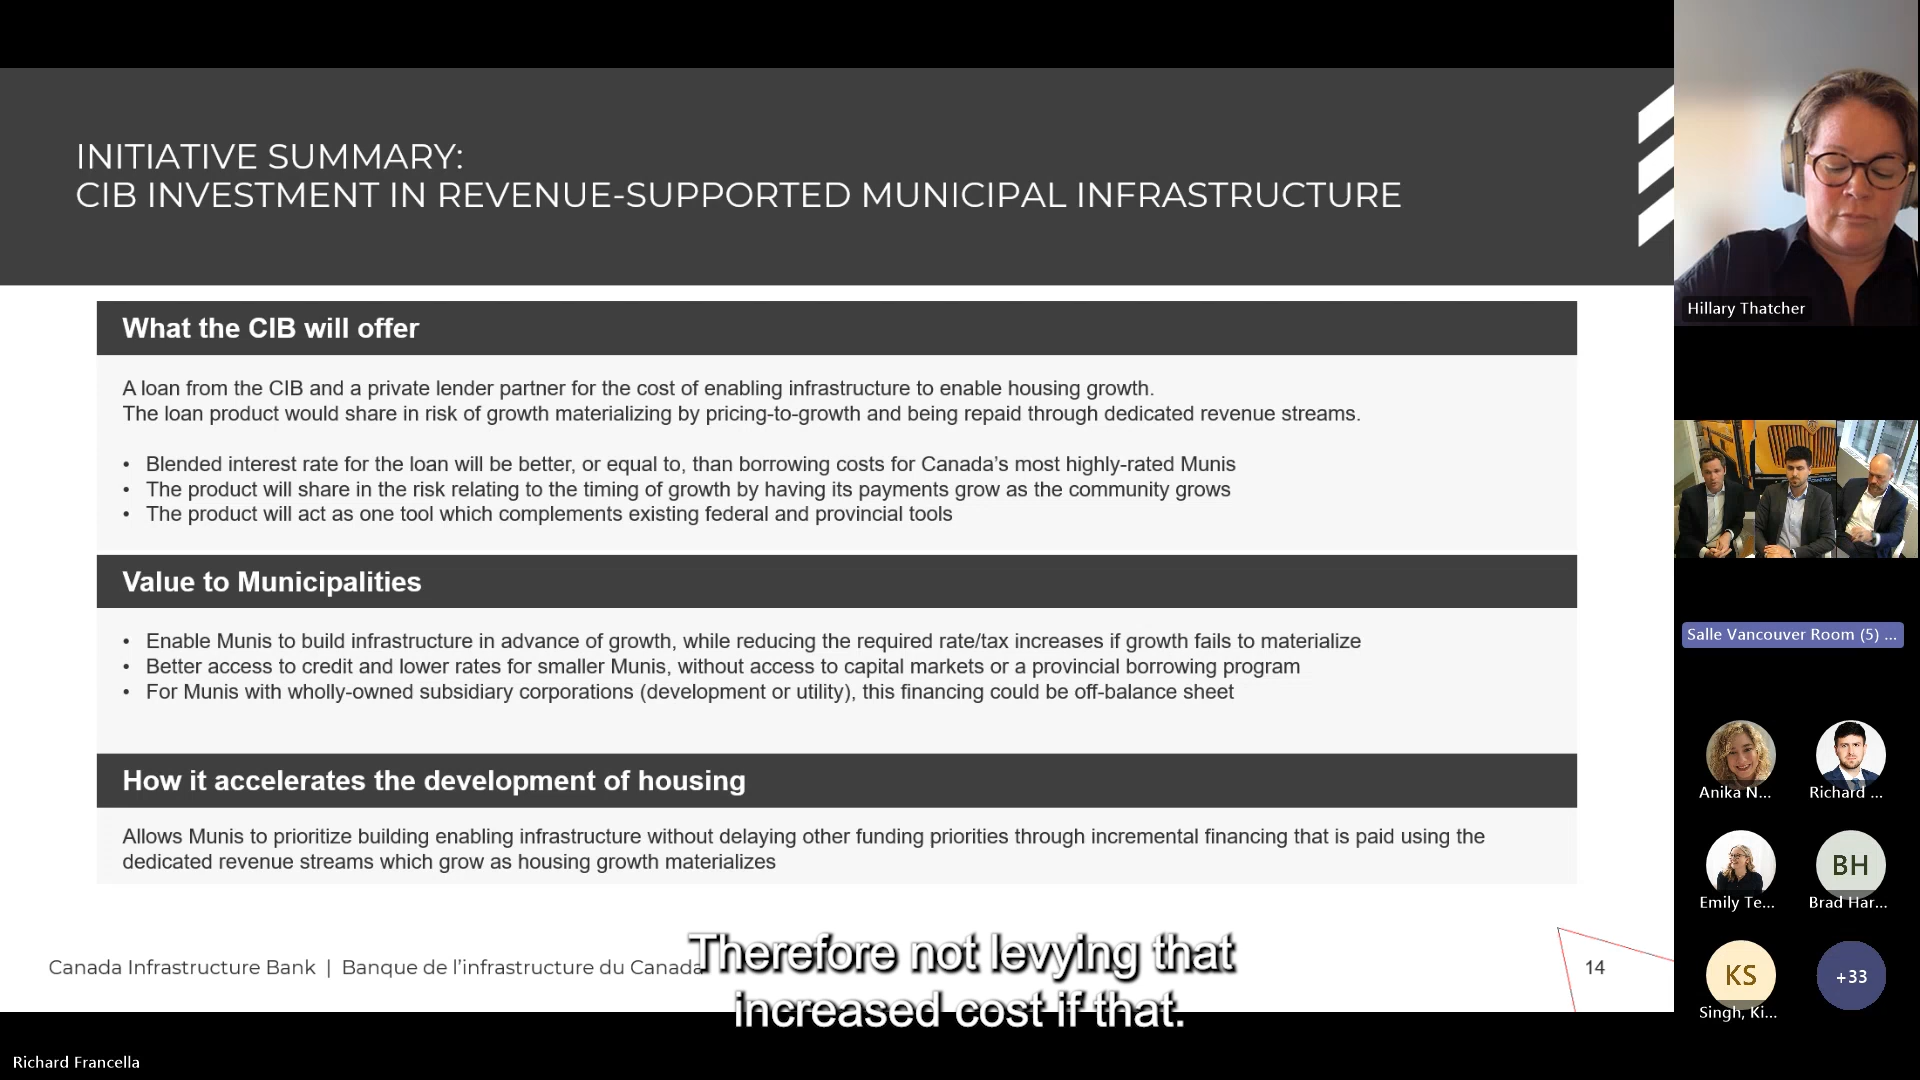 INITIATIVE SUMMARY:
CIB INVESTMENT IN REVENUE-SUPPORTED MUNICIPAL INFRASTRUCTURE
What the CIB will offer
A loan from the CIB and a private lender partner for the cost of enabling infrastructure to enable housing growth.
The loan product would share in risk of growth materializing by pricing-to-growth and being repaid through dedicated revenue streams.
• Blended interest rate for the loan will be better, or equal to, than borrowing costs for Canada's most highly-rated Munis
• The product will share in the risk relating to the timing of growth by having its payments grow as the community grows
• The product will act as one tool which complements existing federal and provincial tools
Value to Municipalities
• Enable Munis to build infrastructure in advance of growth, while reducing the required rate/tax increases if growth fails to materialize
• Better access to credit and lower rates for smaller Munis, without access to capital markets or a provincial borrowing program
• For Munis with wholly-owned subsidiary corporations (development or utility), this financing could be off-balance sheet
How it accelerates the development of housing
Allows Munis to prioritize building enabling infrastructure without delaying other funding priorities through incremental financing that is paid using the
dedicated revenue streams which grow as housing growth materializes
Canada Infrastructure Bank | Banque de l'infrastructure du Canada
14
Therefore not levying that
increased cost if that.
Richard Francella
Hillary Thatcher
Salle Vancouver Room (5) ...
Anika N...
Richard ...
Emily Te...
BH
Brad Har...
KS
Singh, Ki...
+33